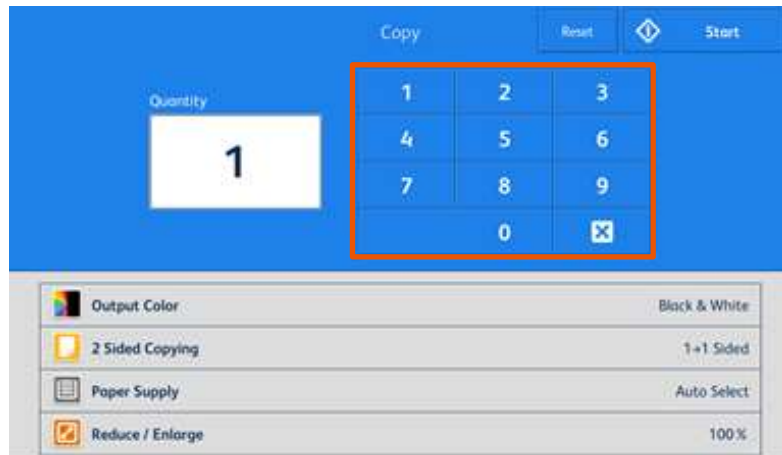 Copy Reset Start
Quantity
1
1 2 3
4 5 6
7 8 9
0
Output Color Black & White
2 Sided Copying 1→1 Sided
Paper Supply Auto Select
Reduce / Enlarge 100%